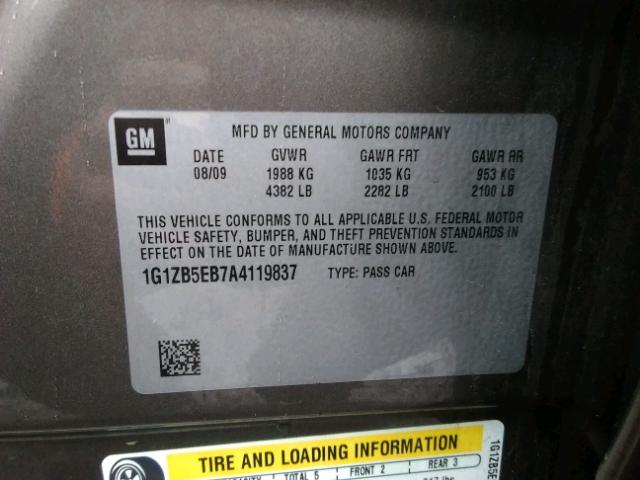 GM
MFD BY GENERAL MOTORS COMPANY
DATE GVWR GAWR FRT GAWR RR
08/09 1988 KG 1035 KG 953 KG
4382 LB 2282 LB 2100 LB
THIS VEHICLE CONFORMS TO ALL APPLICABLE U.S. FEDERAL MOTOR
VEHICLE SAFETY, BUMPER, AND THEFT PREVENTION STANDARDS IN
EFFECT ON THE DATE OF MANUFACTURE SHOWN ABOVE.
1G1ZB5EB7A4119837 TYPE: PASS CAR
TIRE AND LOADING INFORMATION
TOTAL 5 FRONT 2 REAR 3
1G1ZB5E